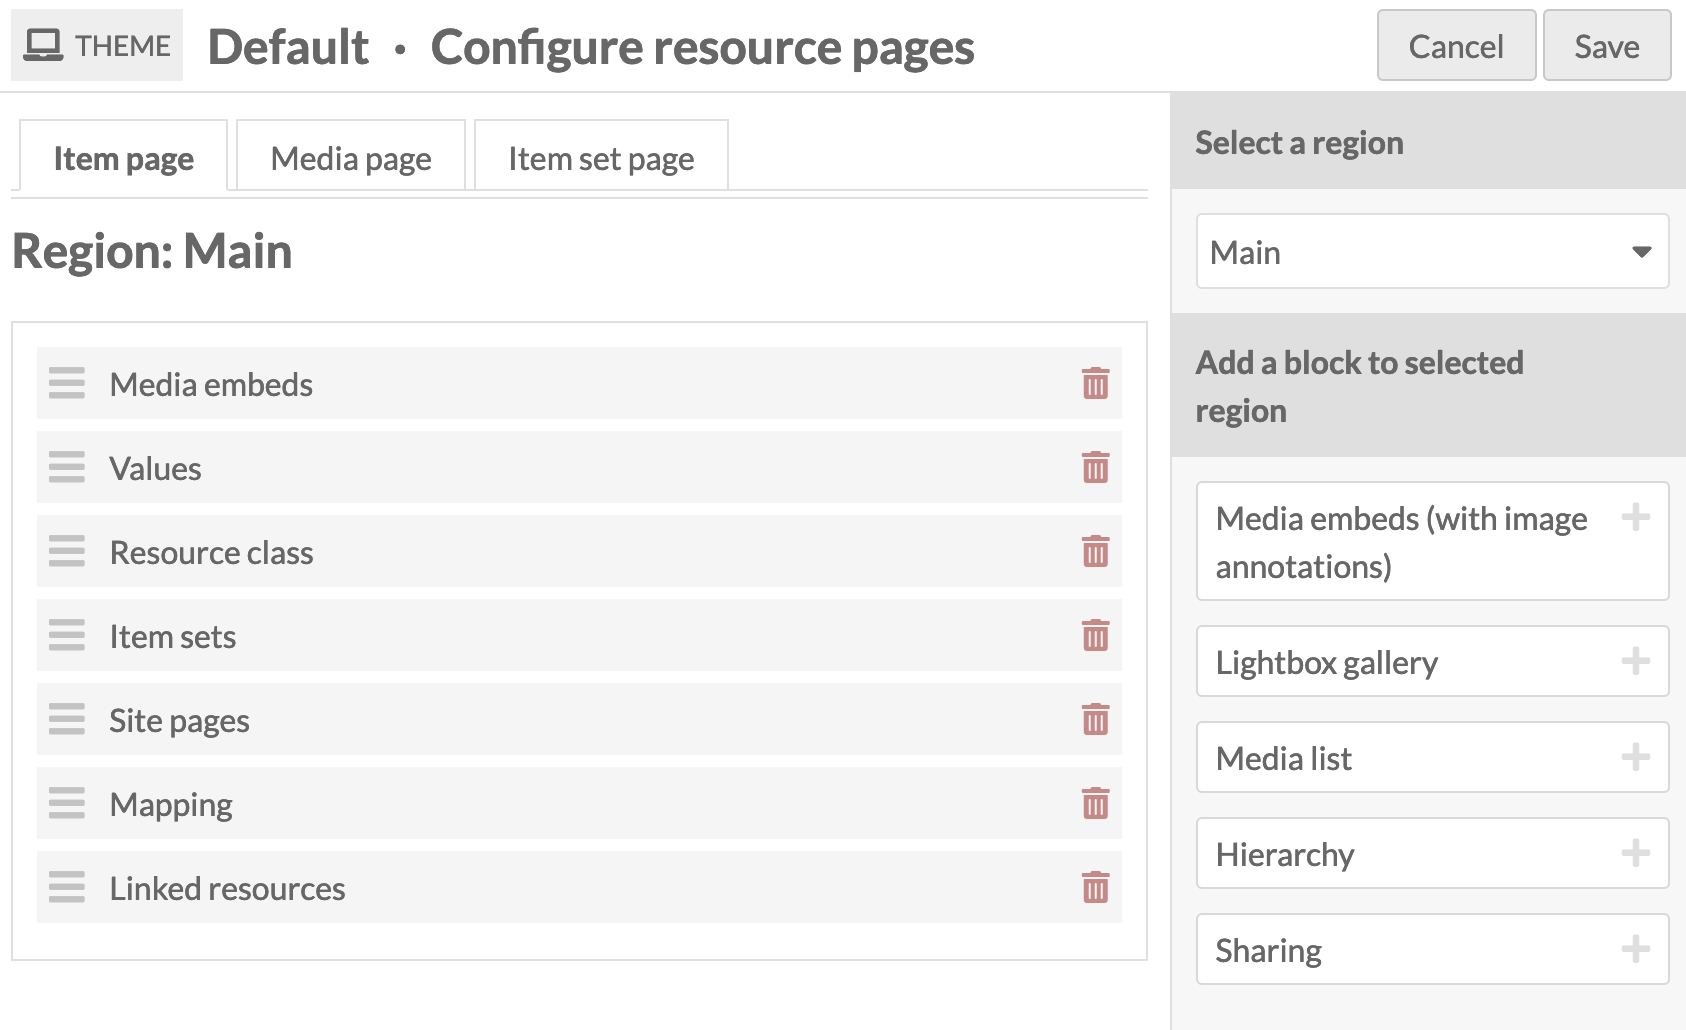 THEME Default · Configure resource pages Cancel Save
Item page Media page Item set page
Region: Main
Media embeds
Values
Resource class
Item sets
Site pages
Mapping
Linked resources
Select a region
Main
Add a block to selected
region
Media embeds (with image
annotations)
Lightbox gallery
Media list
Hierarchy
Sharing